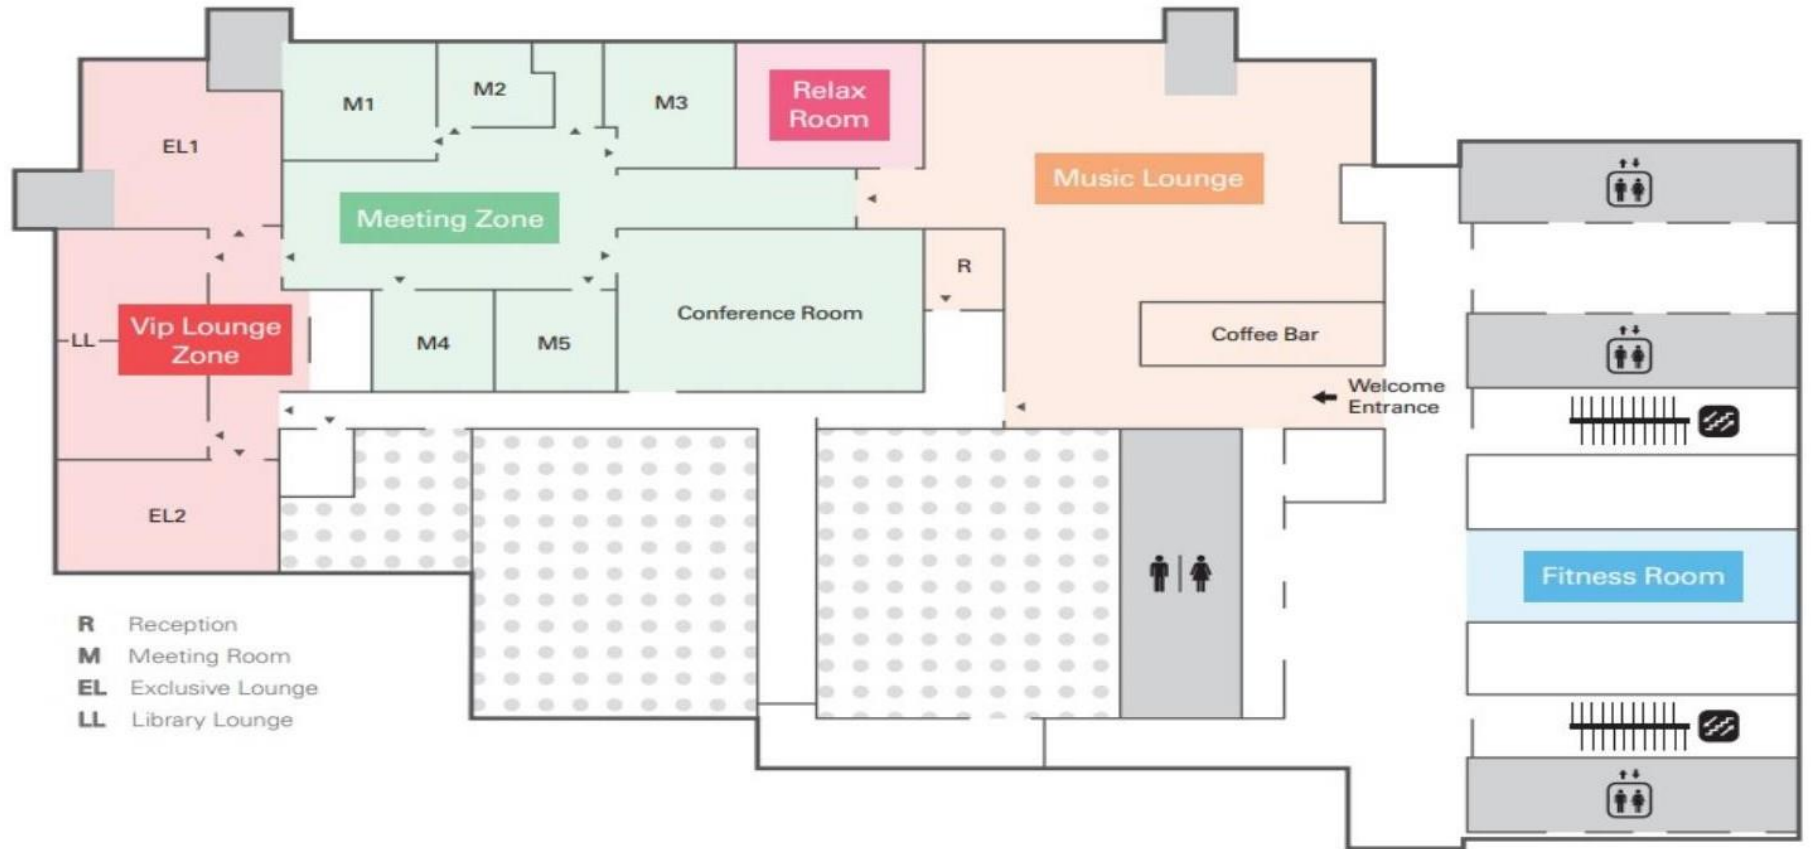 M1
M2
M3
Relax
Room
EL1
Music Lounge
Meeting Zone
R
Conference Room
Vip Lounge
Zone
LL
M4
M5
Coffee Bar
Welcome
Entrance
EL2
Fitness Room
R Reception
M Meeting Room
EL Exclusive Lounge
LL Library Lounge